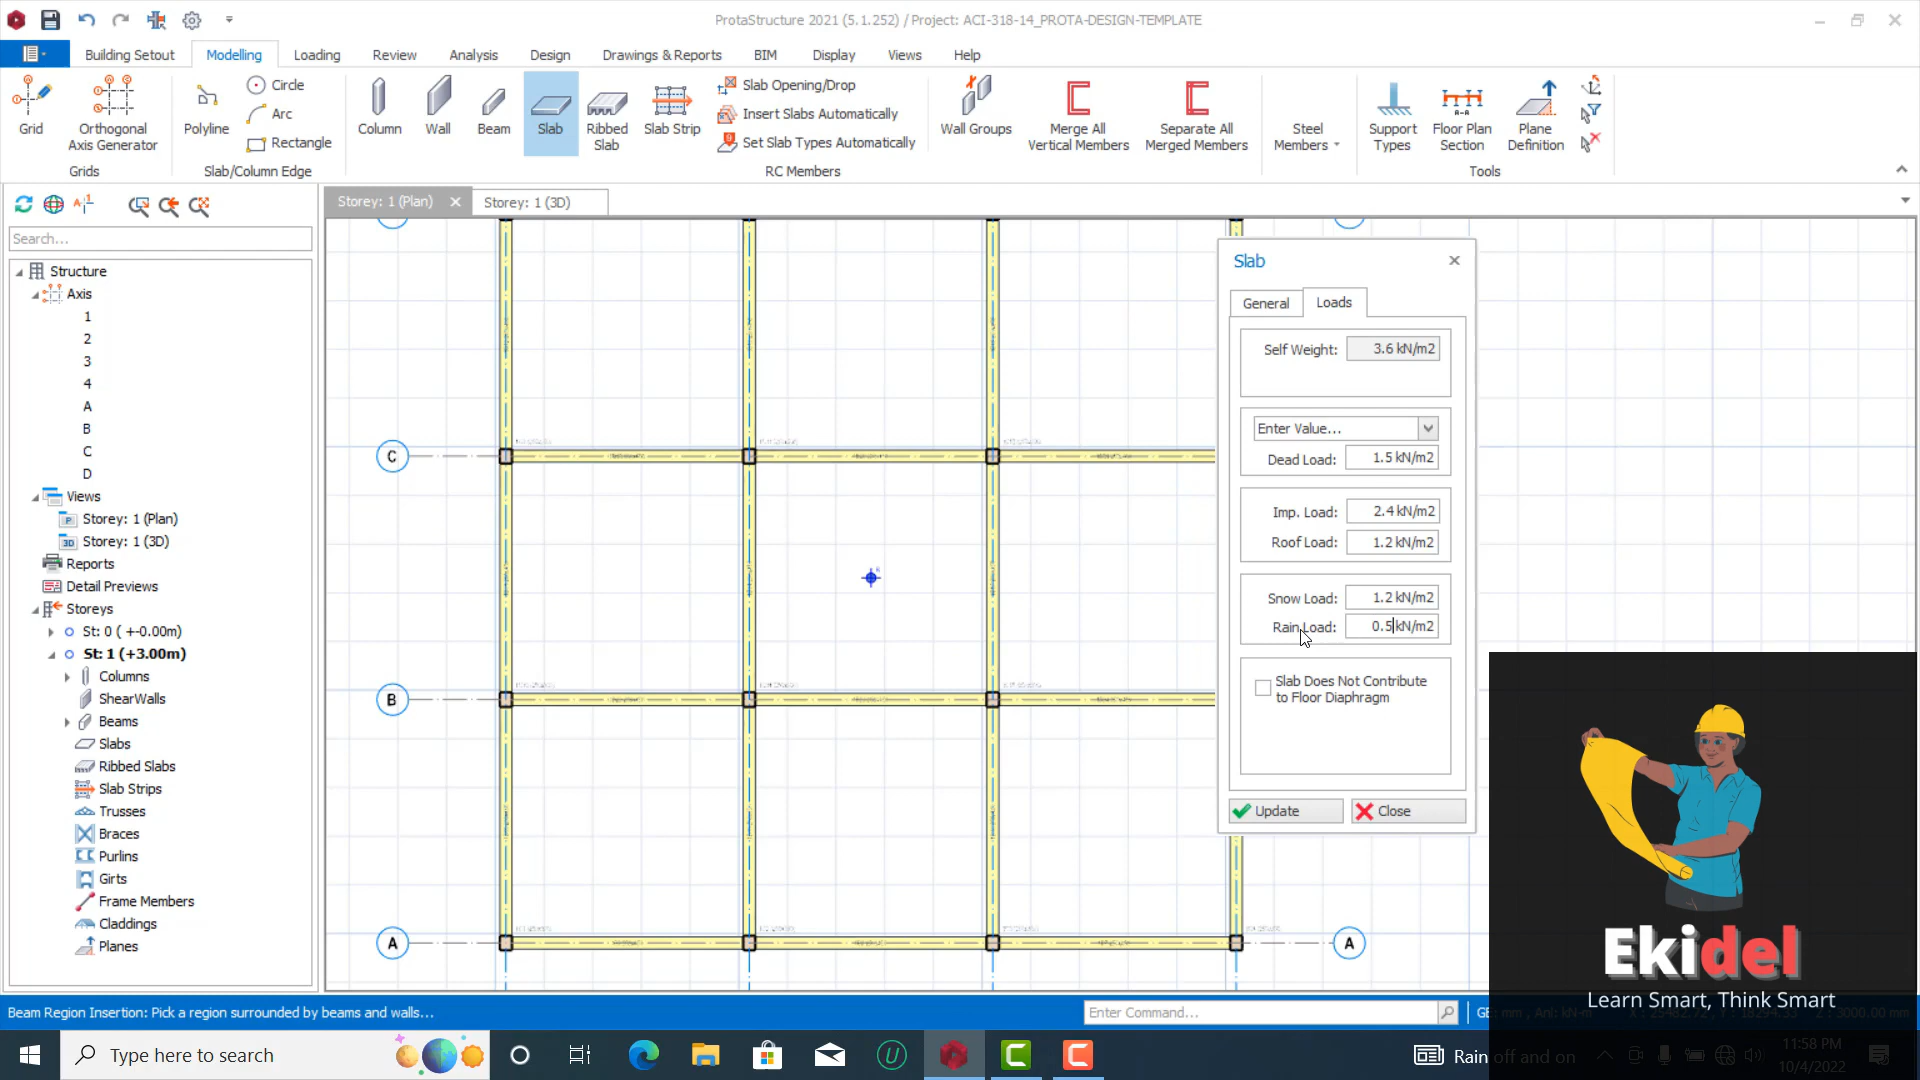 ProtaStructure 2021 (5.1.252) / Project: ACI-318-14_PROTA-DESIGN-TEMPLATE
Building Setout
Modelling
Loading
Review
Analysis
Design
Drawings & Reports
BIM
Display
Views
Help
Grid
Orthogonal
Axis Generator
Grids
Polyline
Circle
Arc
Rectangle
Slab/Column Edge
Column
Wall
Beam
Slab
Ribbed
Slab
Slab Strip
Slab Opening/Drop
Insert Slabs Automatically
Set Slab Types Automatically
Wall Groups
Merge All
Vertical Members
Separate All
Merged Members
RC Members
Steel
Members
Support
Types
Floor Plan
Section
Plane
Definition
Tools
Storey: 1 (Plan)
Storey: 1 (3D)
Search...
Structure
Axis
1
2
3
4
A
B
C
D
Views
Storey: 1 (Plan)
Storey: 1 (3D)
Reports
Detail Previews
Storeys
St: 0 ( +-0.00m)
St: 1 (+3.00m)
Columns
ShearWalls
Beams
Slabs
Ribbed Slabs
Slab Strips
Trusses
Braces
Purlins
Girts
Frame Members
Claddings
Planes
C
B
A
A
Slab
General
Loads
Self Weight: 3.6 kN/m2
Enter Value...
Dead Load: 1.5 kN/m2
Imp. Load: 2.4 kN/m2
Roof Load: 1.2 kN/m2
Snow Load: 1.2 kN/m2
Rain Load: 0.5 kN/m2
Slab Does Not Contribute
to Floor Diaphragm
Update
Close
Ekidel
Learn Smart, Think Smart
Beam Region Insertion: Pick a region surrounded by beams and walls...
Enter Command...
Type here to search
Rain off and on
11:58 PM
10/4/2022